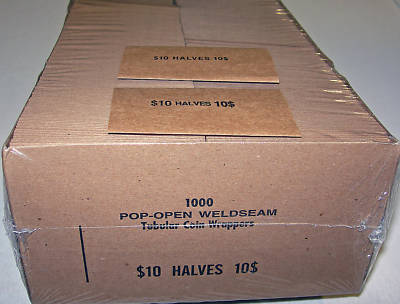 $10 HALVES 10$
$10 HALVES 10$
1000
POP-OPEN WELDSEAM
Tubular Coin Wrappers
$10 HALVES 10$